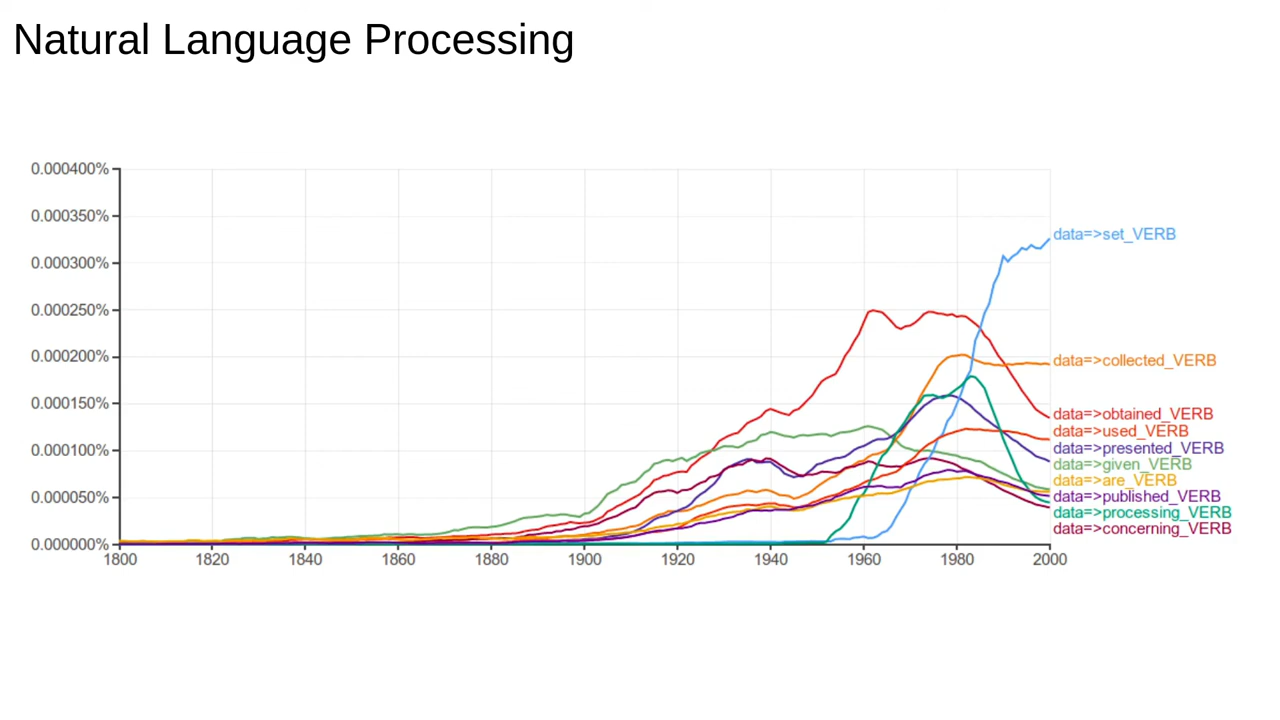 Natural Language Processing
0.000400%
0.000350%
0.000300%
0.000250%
0.000200%
0.000150%
0.000100%
0.000050%
0.000000%
1800 1820 1840 1860 1880 1900 1920 1940 1960 1980 2000
data=>set_VERB
data=>collected_VERB
data=>obtained_VERB
data=>used_VERB
data=>presented_VERB
data=>given_VERB
data=>are_VERB
data=>published_VERB
data=>processing_VERB
data=>concerning_VERB